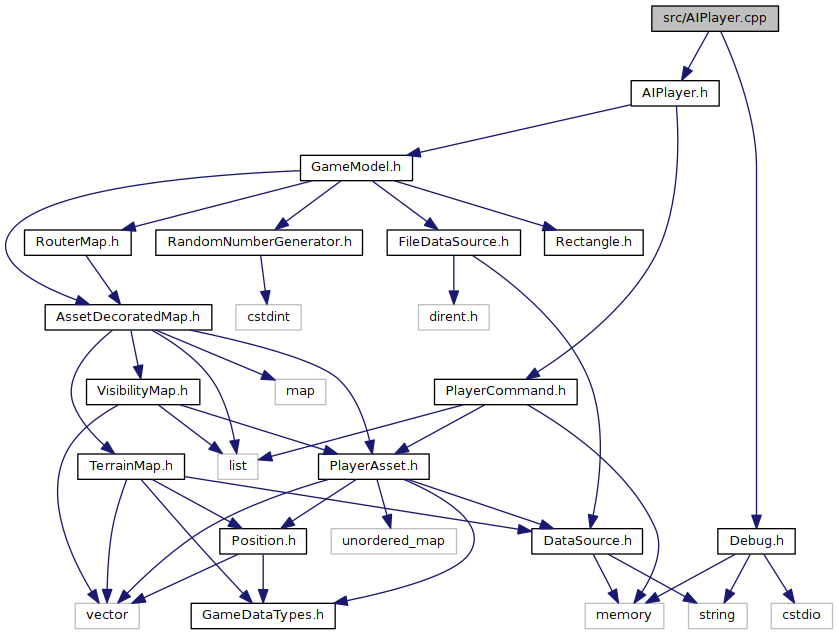 src/AIPlayer.cpp
AIPlayer.h
GameModel.h
RouterMap.h
RandomNumberGenerator.h
FileDataSource.h
Rectangle.h
AssetDecoratedMap.h
cstdint
dirent.h
VisibilityMap.h
map
PlayerCommand.h
TerrainMap.h
list
PlayerAsset.h
Position.h
unordered_map
DataSource.h
Debug.h
vector
GameDataTypes.h
memory
string
cstdio